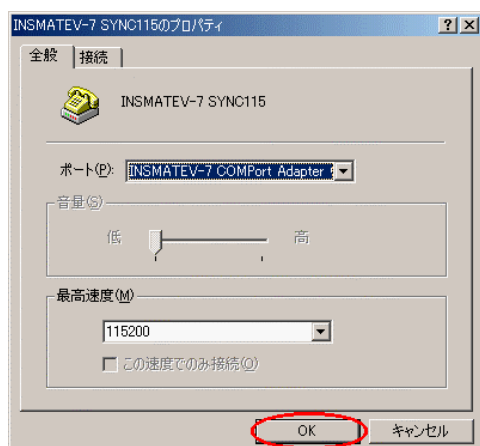 INSMATEV-7 SYNC115のプロパティ
全般 接続
INSMATEV-7 SYNC115
ポート(P): INSMATEV-7 COMPort Adapter
音量(S)
低 高
最高速度(M)
115200
この速度でのみ接続(O)
OK キャンセル